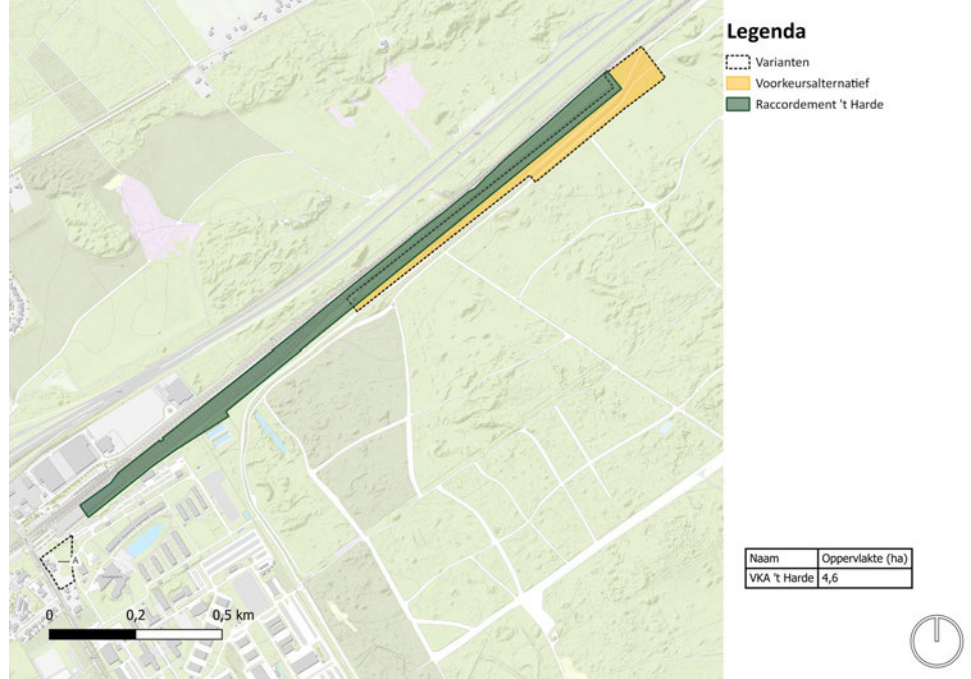 Legenda
Varianten
Voorkeursalternatief
Raccordement 't Harde
A
Naam Oppervlakte (ha)
VKA 't Harde 4,6
0 0,2 0,5 km